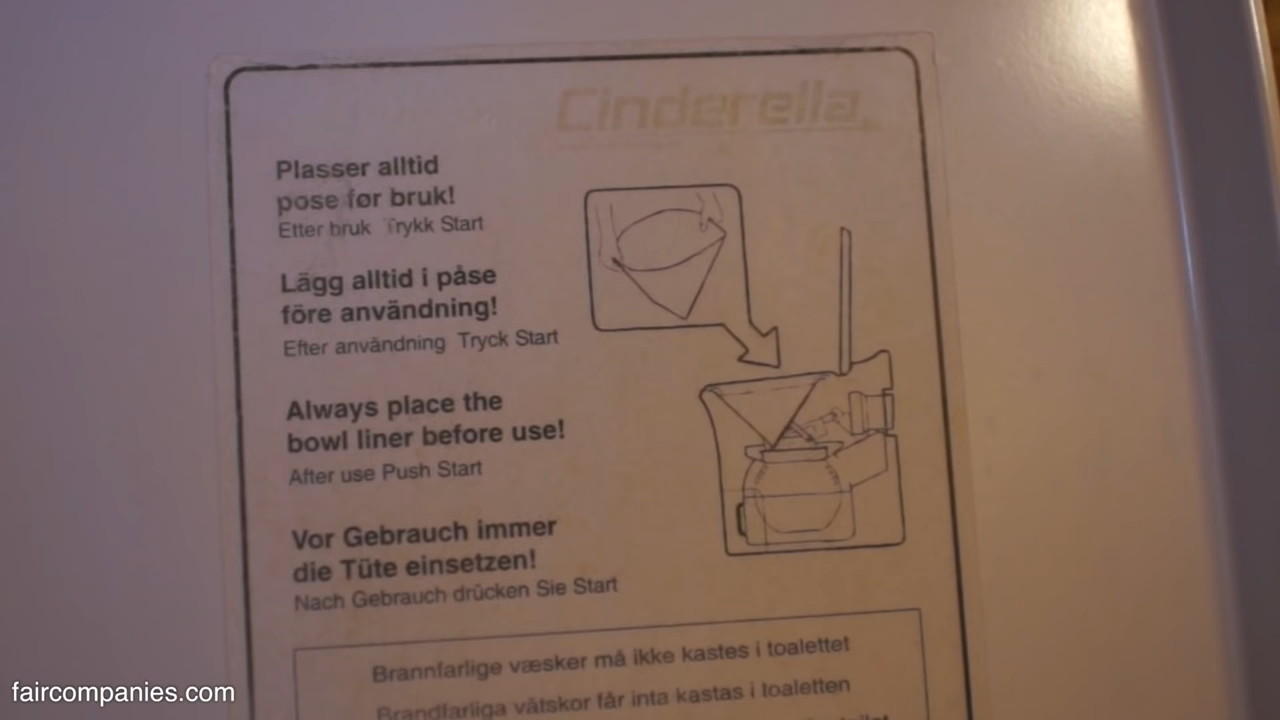 Cinderella
Plasser alltid
pose før bruk!
Etter bruk Trykk Start
Lägg alltid i påse
före användning!
Efter användning Tryck Start
Always place the
bowl liner before use!
After use Push Start
Vor Gebrauch immer
die Tüte einsetzen!
Nach Gebrauch drücken Sie Start
Brannfarlige væsker må ikke kastes i toalettet
Brandfarliga vätskor får inta kastas i toaletten
faircompanies.com